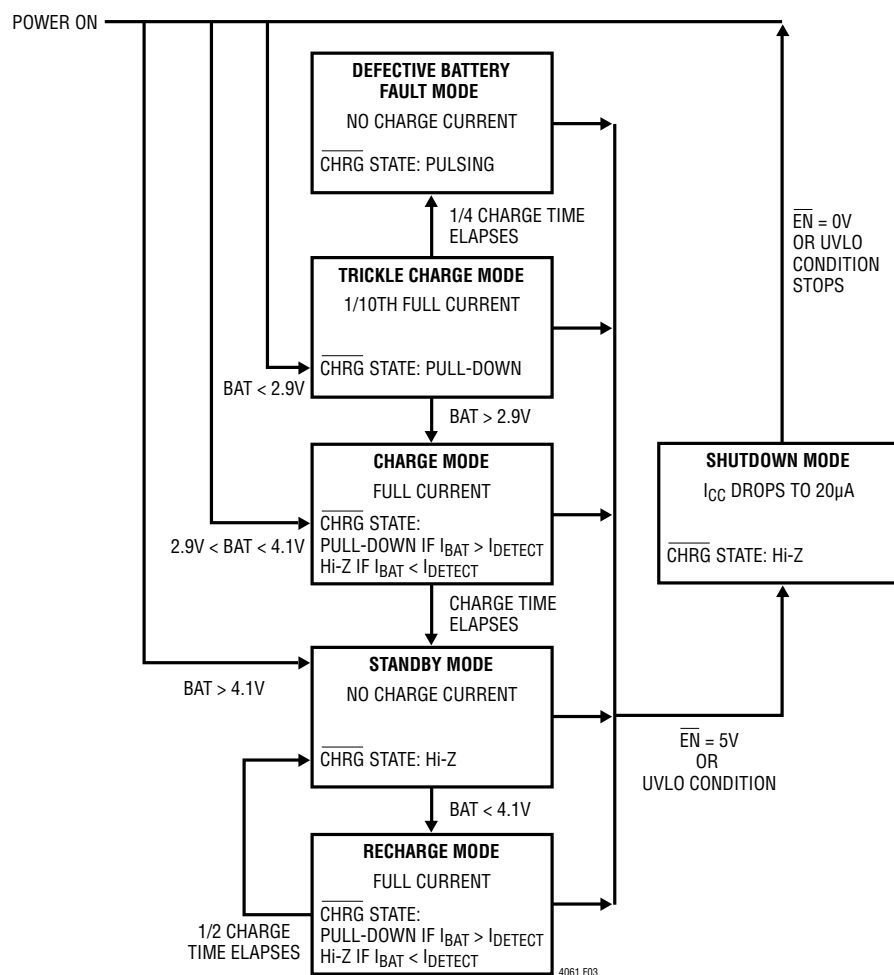 POWER ON
DEFECTIVE BATTERY
FAULT MODE
NO CHARGE CURRENT
CHRG STATE: PULSING
1/4 CHARGE TIME
ELAPSES
EN = 0V
OR UVLO
CONDITION
STOPS
TRICKLE CHARGE MODE
1/10TH FULL CURRENT
CHRG STATE: PULL-DOWN
BAT < 2.9V
BAT > 2.9V
CHARGE MODE
FULL CURRENT
CHRG STATE:
PULL-DOWN IF IBAT > IDETECT
Hi-Z IF IBAT < IDETECT
2.9V < BAT < 4.1V
SHUTDOWN MODE
ICC DROPS TO 20µA
CHRG STATE: Hi-Z
CHARGE TIME
ELAPSES
STANDBY MODE
NO CHARGE CURRENT
CHRG STATE: Hi-Z
BAT > 4.1V
EN = 5V
OR
UVLO CONDITION
BAT < 4.1V
RECHARGE MODE
FULL CURRENT
CHRG STATE:
PULL-DOWN IF IBAT > IDETECT
Hi-Z IF IBAT < IDETECT
1/2 CHARGE
TIME ELAPSES
4061 F03